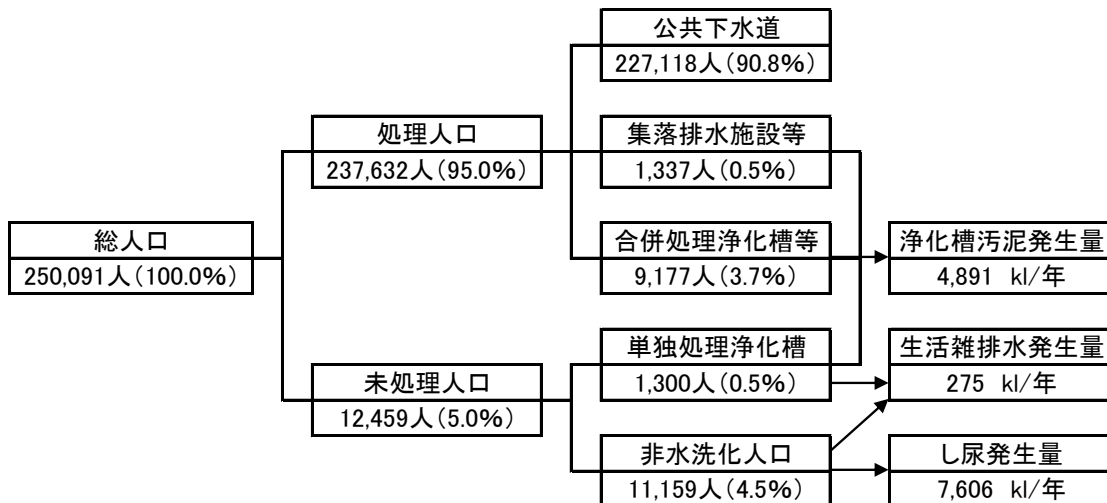 公共下水道
227,118人(90.8%)
処理人口
237,632人(95.0%)
集落排水施設等
1,337人(0.5%)
総人口
250,091人(100.0%)
合併処理浄化槽等
9,177人(3.7%)
浄化槽汚泥発生量
4,891 kl/年
未処理人口
12,459人(5.0%)
単独処理浄化槽
1,300人(0.5%)
生活雑排水発生量
275 kl/年
非水洗化人口
11,159人(4.5%)
し尿発生量
7,606 kl/年